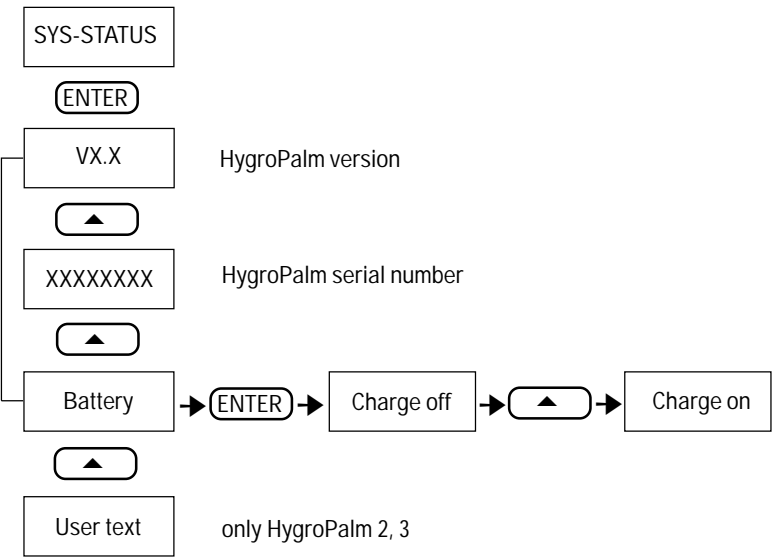 SYS-STATUS
ENTER
VX.X HygroPalm version
XXXXXXXX HygroPalm serial number
Battery ENTER Charge off Charge on
User text only HygroPalm 2, 3